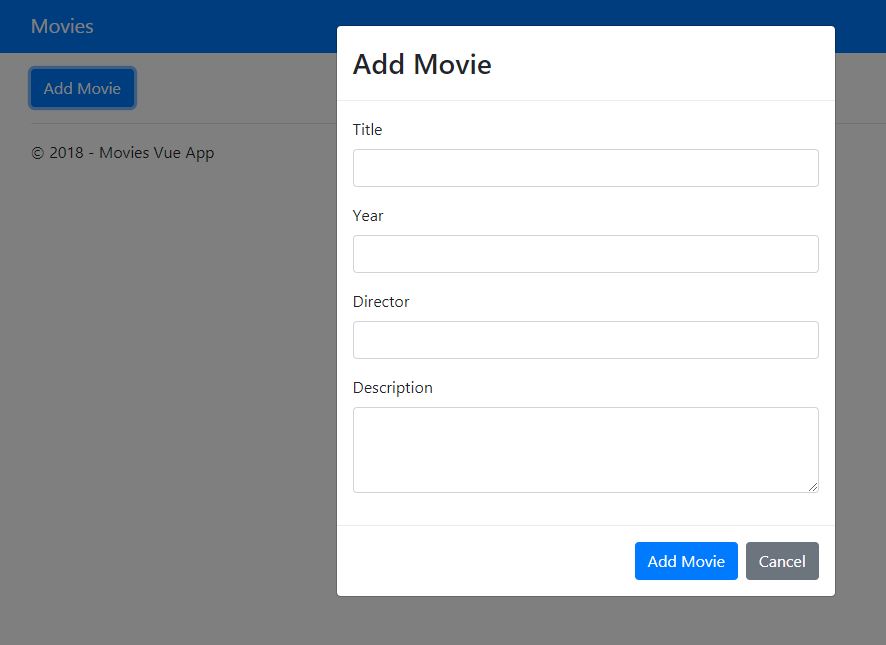 Movies
Add Movie
© 2018 - Movies Vue App
Add Movie
Title
Year
Director
Description
Add Movie
Cancel